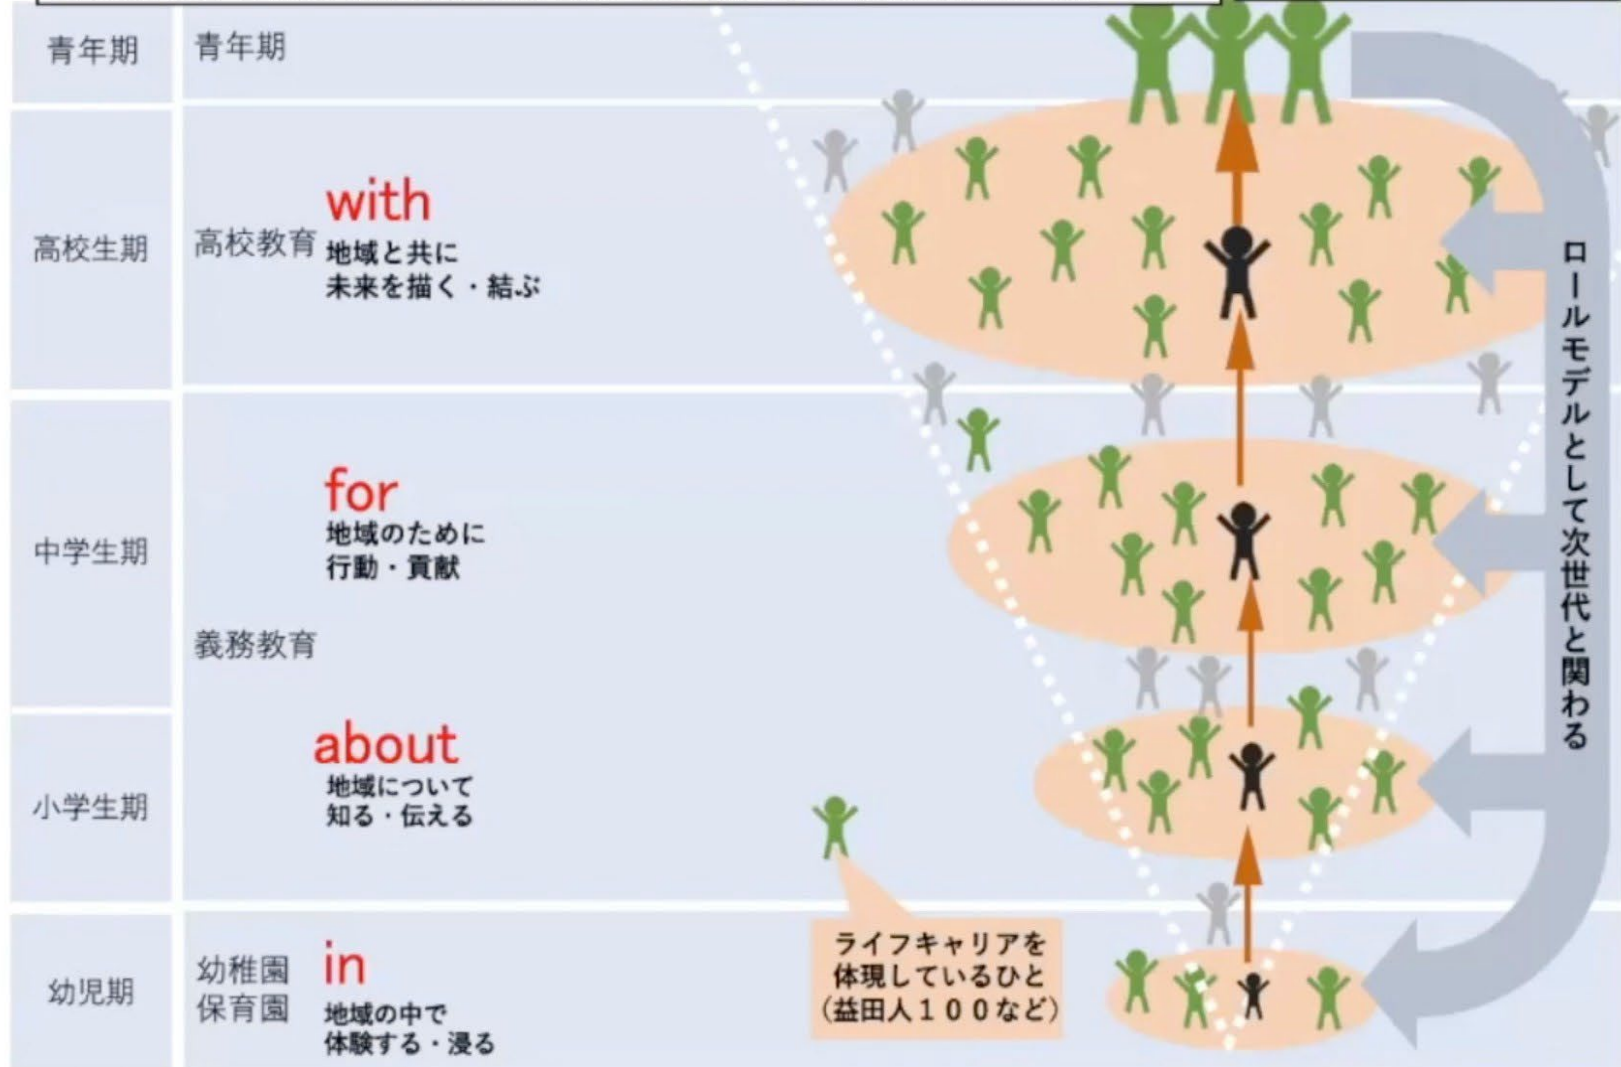 青年期
青年期
高校生期
高校教育
with
地域と共に
未来を描く・結ぶ
中学生期
for
地域のために
行動・貢献
義務教育
小学生期
about
地域について
知る・伝える
幼児期
幼稚園
保育園
in
地域の中で
体験する・浸る
ライフキャリアを
体現しているひと
（益田人１００など）
ロールモデルとして次世代と関わる